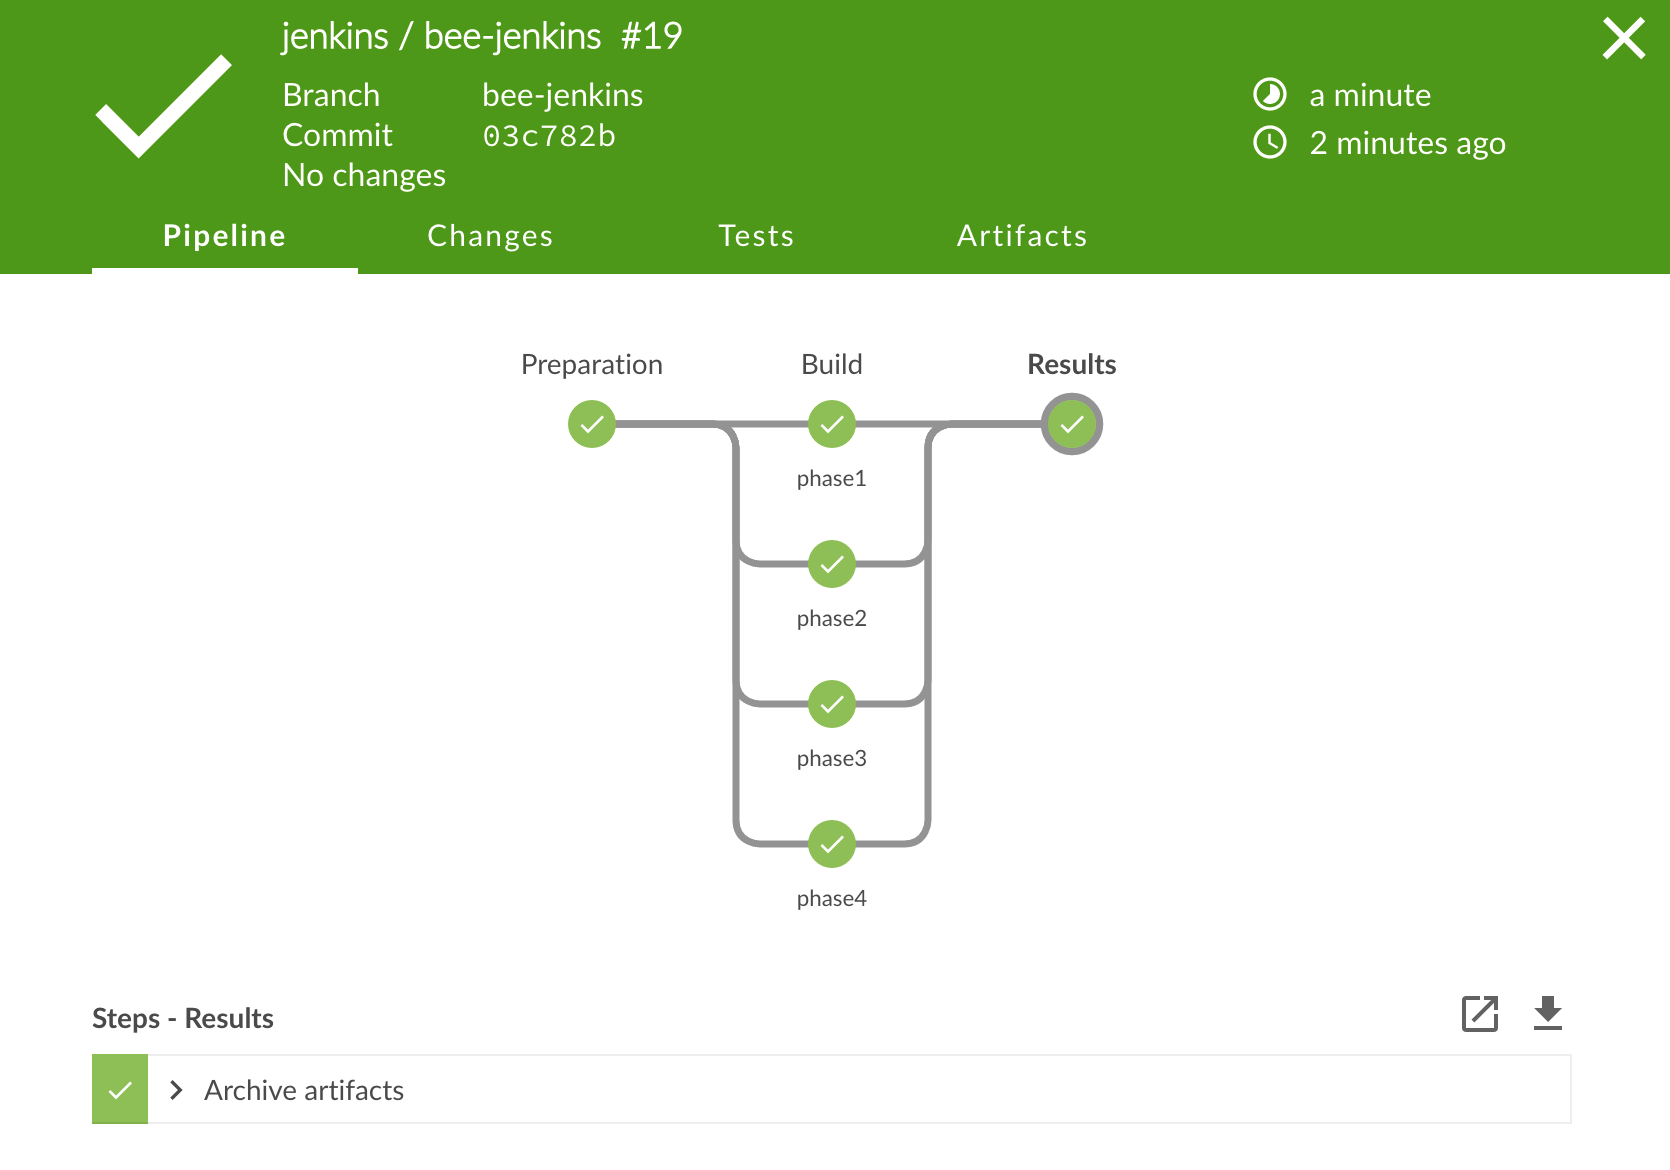 jenkins / bee-jenkins #19
Branch bee-jenkins
Commit 03c782b
No changes
a minute
2 minutes ago
Pipeline Changes Tests Artifacts
Preparation Build Results
phase1
phase2
phase3
phase4
Steps - Results
Archive artifacts